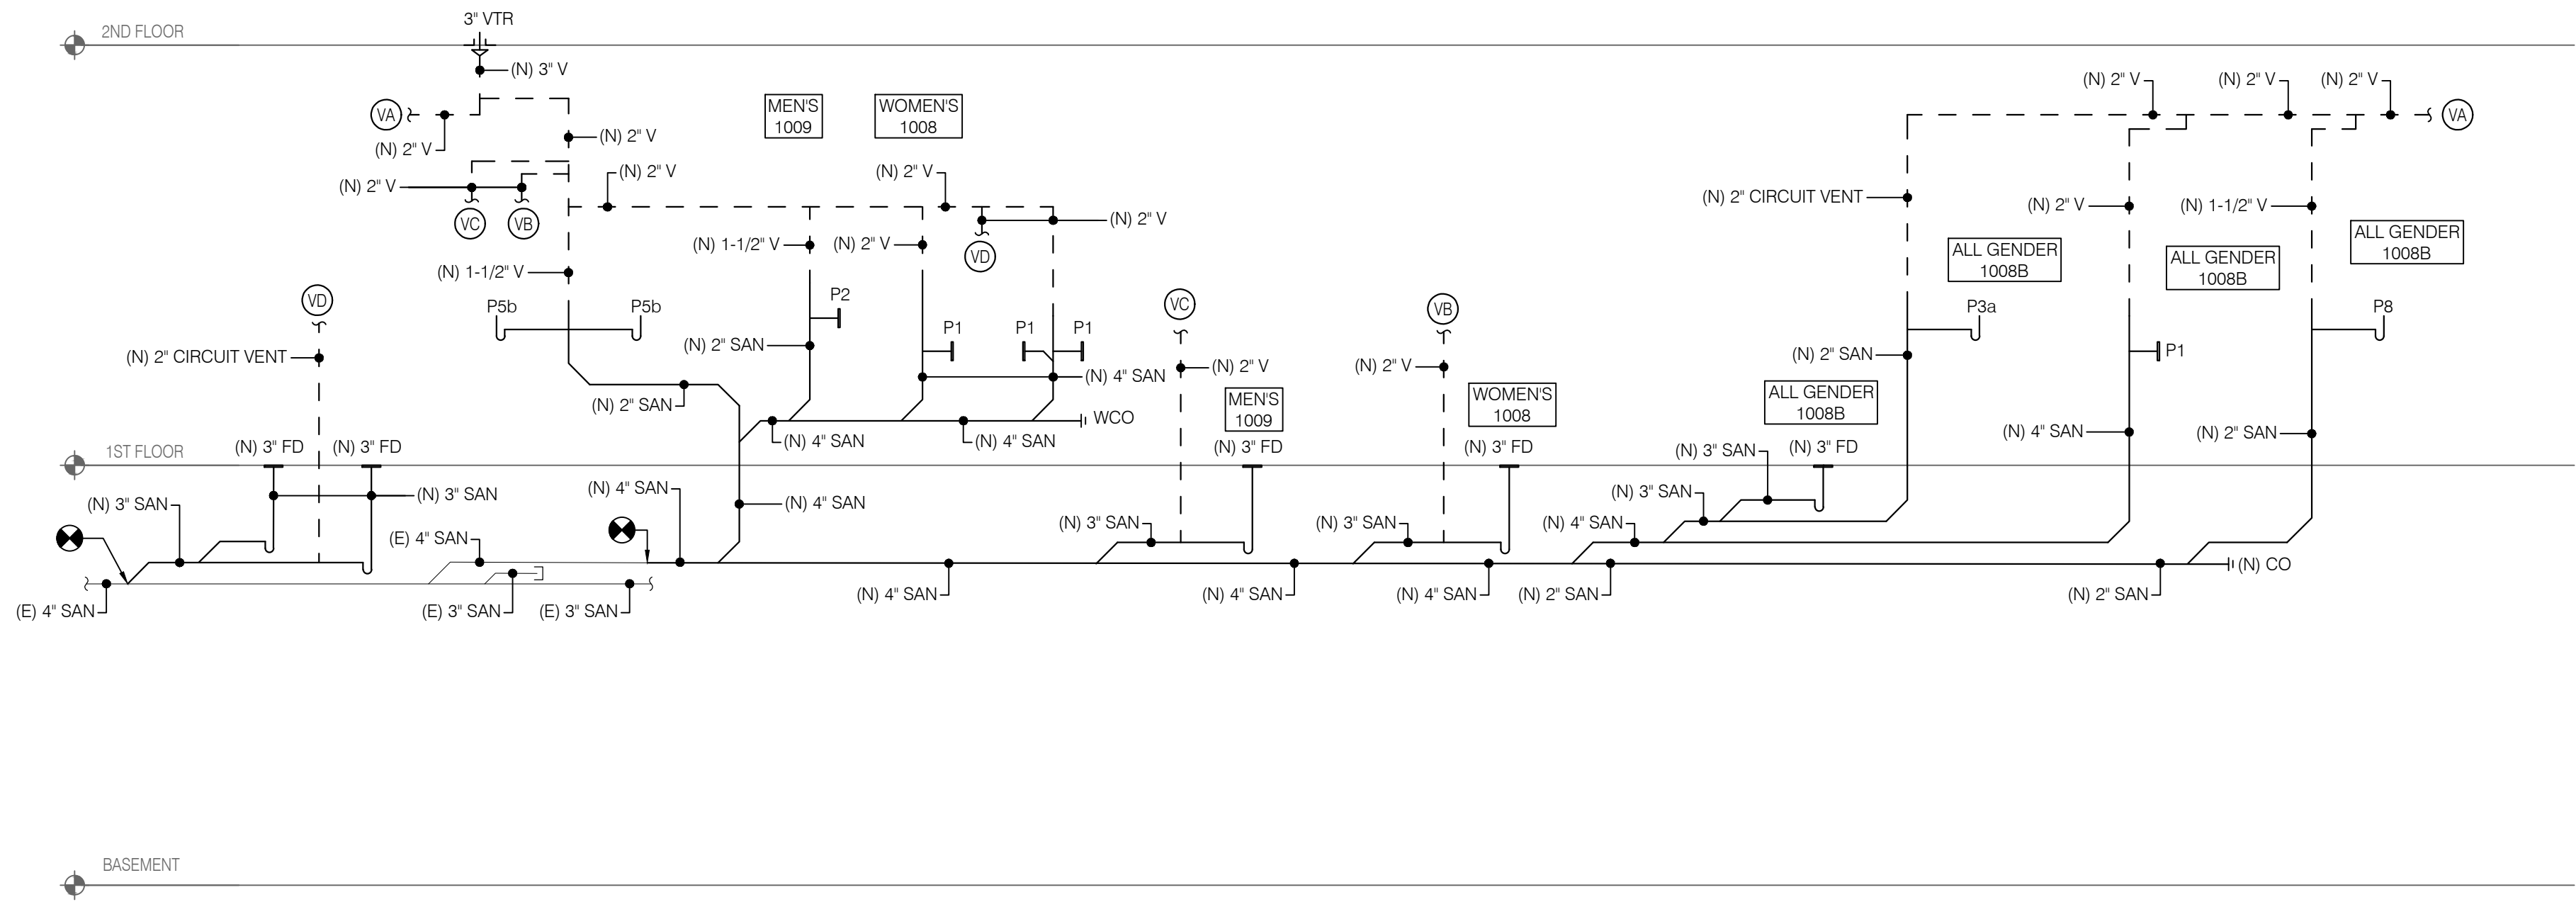 3" VTR
2ND FLOOR
(N) 3" V
(N) 2" V
(N) 2" V
(N) 2" V
MEN'S
1009
WOMEN'S
1008
VA
VA
(N) 2" V
(N) 2" V
(N) 2" V
(N) 2" V
(N) 2" V
(N) 2" V
(N) 2" CIRCUIT VENT
(N) 2" V
(N) 1-1/2" V
VC
VB
(N) 2" V
ALL GENDER
1008B
ALL GENDER
1008B
ALL GENDER
1008B
(N) 1-1/2" V
(N) 2" V
VD
(N) 1-1/2" V
VD
P5b
P5b
P2
VC
VB
P3a
P8
P1
P1
P1
P1
(N) 2" SAN
(N) 2" CIRCUIT VENT
(N) 2" SAN
(N) 2" V
(N) 2" V
(N) 4" SAN
(N) 2" SAN
MEN'S
1009
WOMEN'S
1008
ALL GENDER
1008B
WCO
(N) 4" SAN
(N) 4" SAN
(N) 4" SAN
(N) 2" SAN
1ST FLOOR
(N) 3" FD
(N) 3" FD
(N) 3" FD
(N) 3" FD
(N) 3" SAN
(N) 3" FD
(N) 3" SAN
(N) 3" SAN
(N) 4" SAN
(N) 4" SAN
(N) 3" SAN
(N) 3" SAN
(N) 3" SAN
(N) 4" SAN
(E) 4" SAN
(N) CO
(E) 4" SAN
(E) 3" SAN
(E) 3" SAN
(N) 4" SAN
(N) 4" SAN
(N) 4" SAN
(N) 2" SAN
(N) 2" SAN
BASEMENT